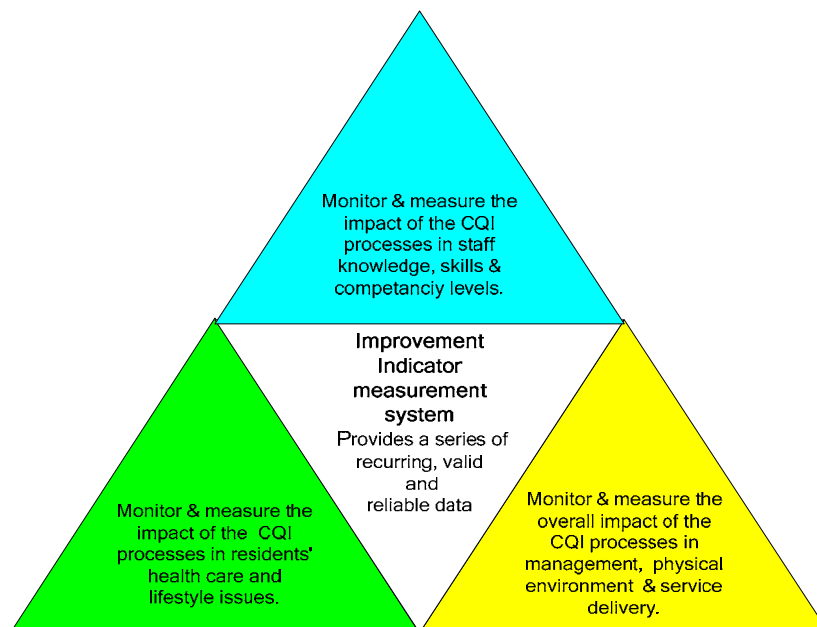 Monitor & measure the
impact of the CQI
processes in staff
knowledge, skills &
competanciy levels.
Improvement
Indicator
measurement
system
Provides a series of
recurring, valid
and
reliable data
Monitor & measure the
impact of the CQI
processes in residents'
health care and
lifestyle issues.
Monitor & measure the
overall impact of the
CQI processes in
management, physical
environment & service
delivery.